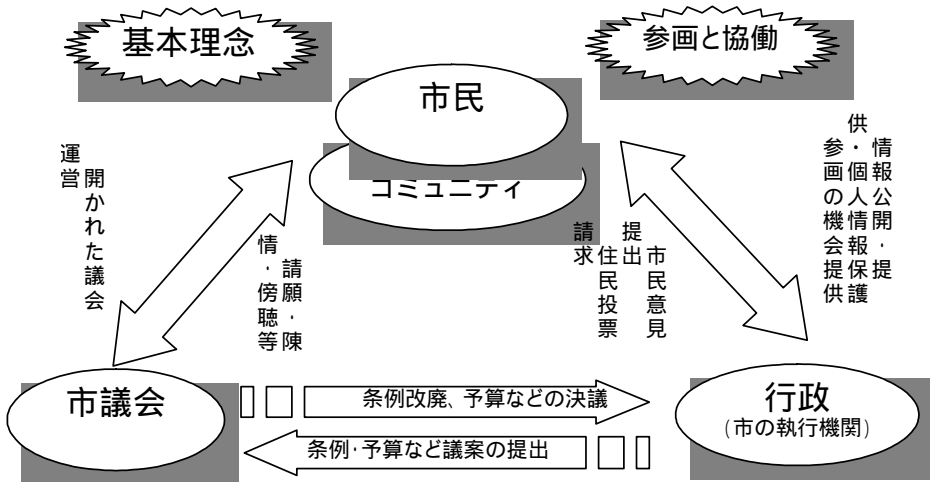 基本理念
参画と協働
市民
コミュニティ
開かれた議会
運営
請願・陳
情・傍聴等
市民意見
提出
住民投票
請求
情報公開・提
供・個人情報保護
参画の機会提供
市議会
条例改廃、予算などの決議
条例・予算など議案の提出
行政
(市の執行機関)